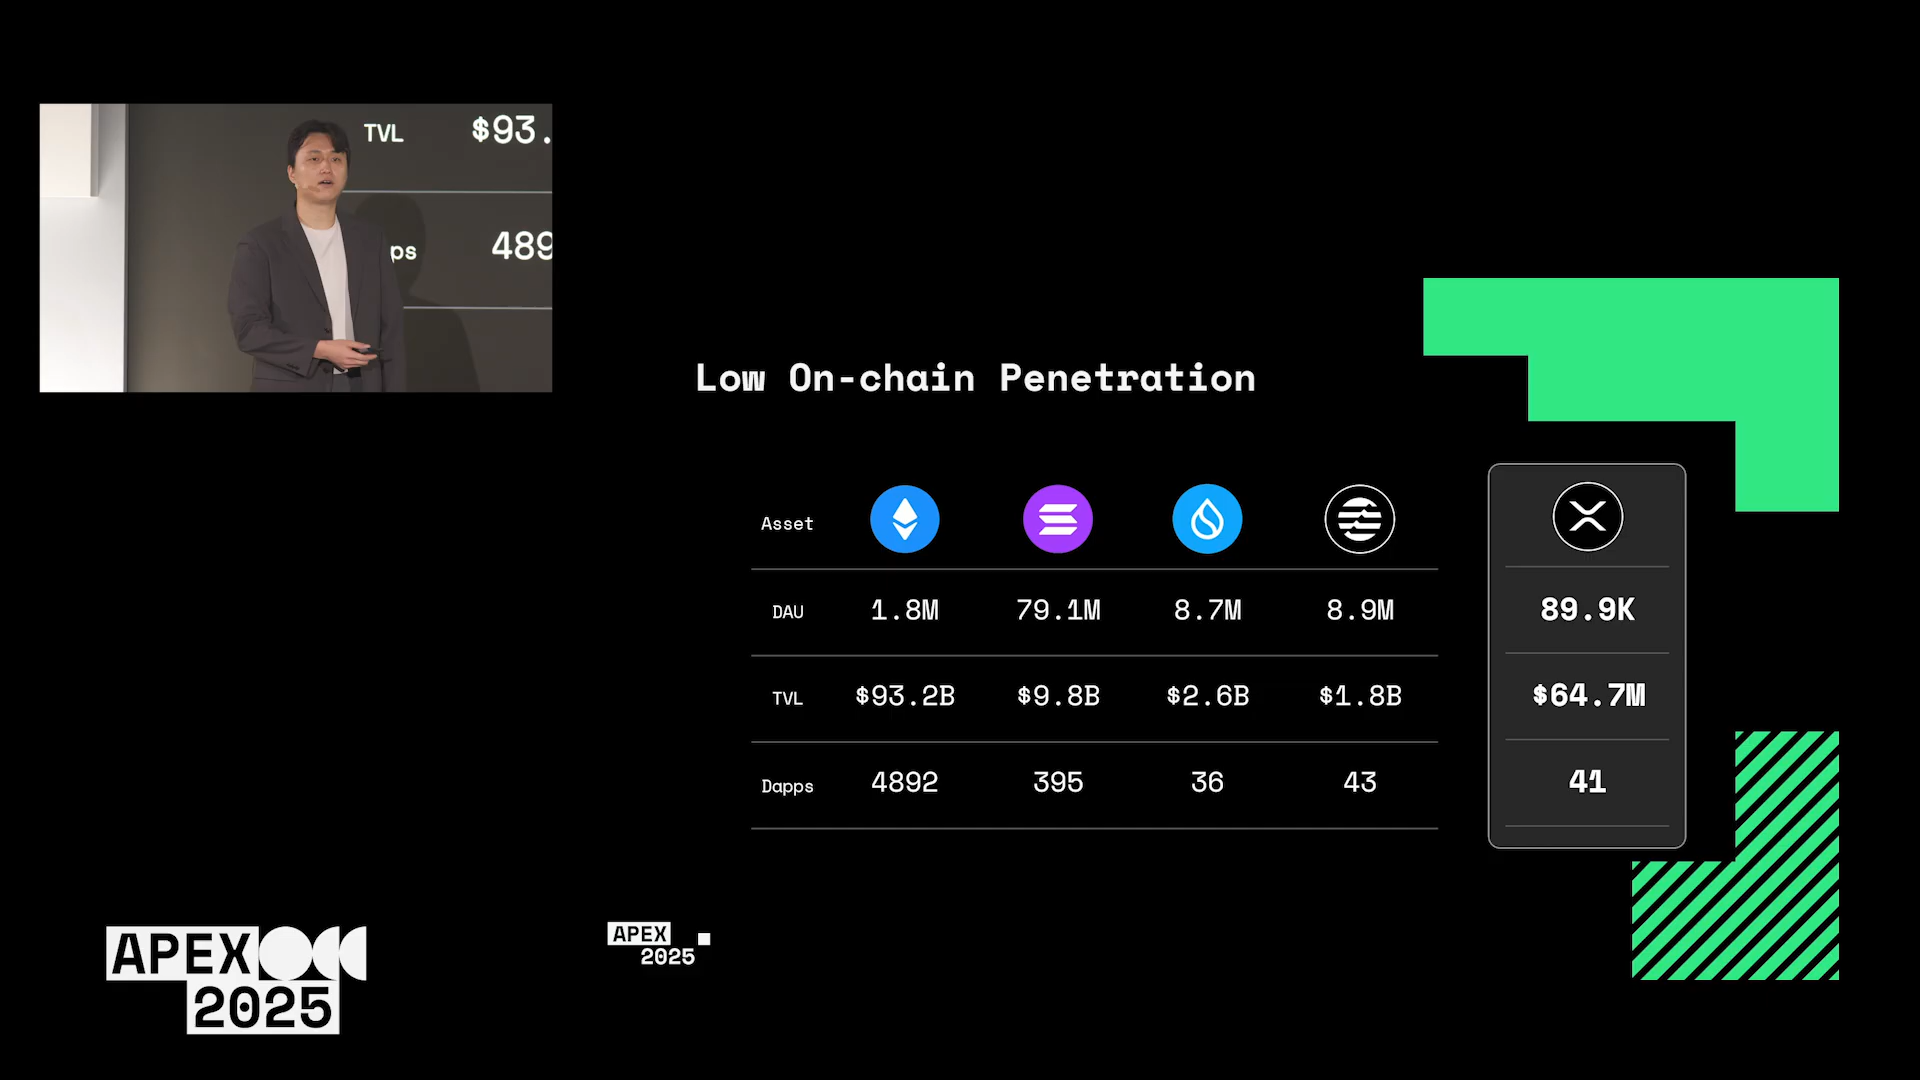 TVL $93.
ps 489
Low On-chain Penetration
Asset
DAU 1.8M 79.1M 8.7M 8.9M 89.9K
TVL $93.2B $9.8B $2.6B $1.8B $64.7M
Dapps 4892 395 36 43 41
APEX
2025
APEX
2025